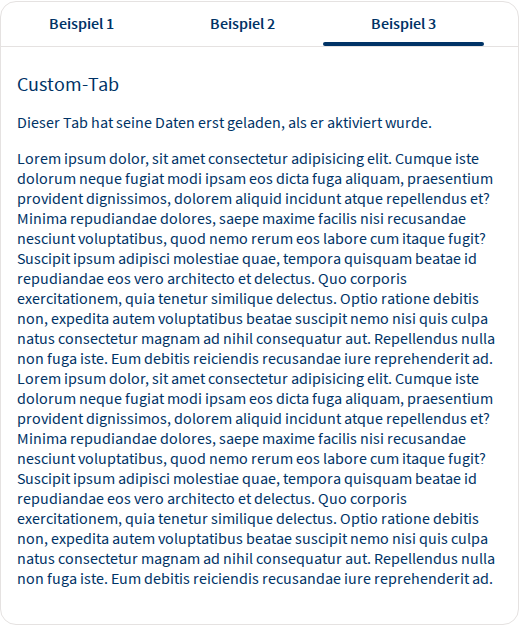 Beispiel 1 Beispiel 2 Beispiel 3
Custom-Tab
Dieser Tab hat seine Daten erst geladen, als er aktiviert wurde.
Lorem ipsum dolor, sit amet consectetur adipisicing elit. Cumque iste
dolorum neque fugiat modi ipsam eos dicta fuga aliquam, praesentium
provident dignissimos, dolorem aliquid incidunt atque repellendus et?
Minima repudiandae dolores, saepe maxime facilis nisi recusandae
nesciunt voluptatibus, quod nemo rerum eos labore cum itaque fugit?
Suscipit ipsum adipisci molestiae quae, tempora quisquam beatae id
repudiandae eos vero architecto et delectus. Quo corporis
exercitationem, quia tenetur similique delectus. Optio ratione debitis
non, expedita autem voluptatibus beatae suscipit nemo nisi quis culpa
natus consectetur magnam ad nihil consequatur aut. Repellendus nulla
non fuga iste. Eum debitis reiciendis recusandae iure reprehenderit ad.
Lorem ipsum dolor, sit amet consectetur adipisicing elit. Cumque iste
dolorum neque fugiat modi ipsam eos dicta fuga aliquam, praesentium
provident dignissimos, dolorem aliquid incidunt atque repellendus et?
Minima repudiandae dolores, saepe maxime facilis nisi recusandae
nesciunt voluptatibus, quod nemo rerum eos labore cum itaque fugit?
Suscipit ipsum adipisci molestiae quae, tempora quisquam beatae id
repudiandae eos vero architecto et delectus. Quo corporis
exercitationem, quia tenetur similique delectus. Optio ratione debitis
non, expedita autem voluptatibus beatae suscipit nemo nisi quis culpa
natus consectetur magnam ad nihil consequatur aut. Repellendus nulla
non fuga iste. Eum debitis reiciendis recusandae iure reprehenderit ad.